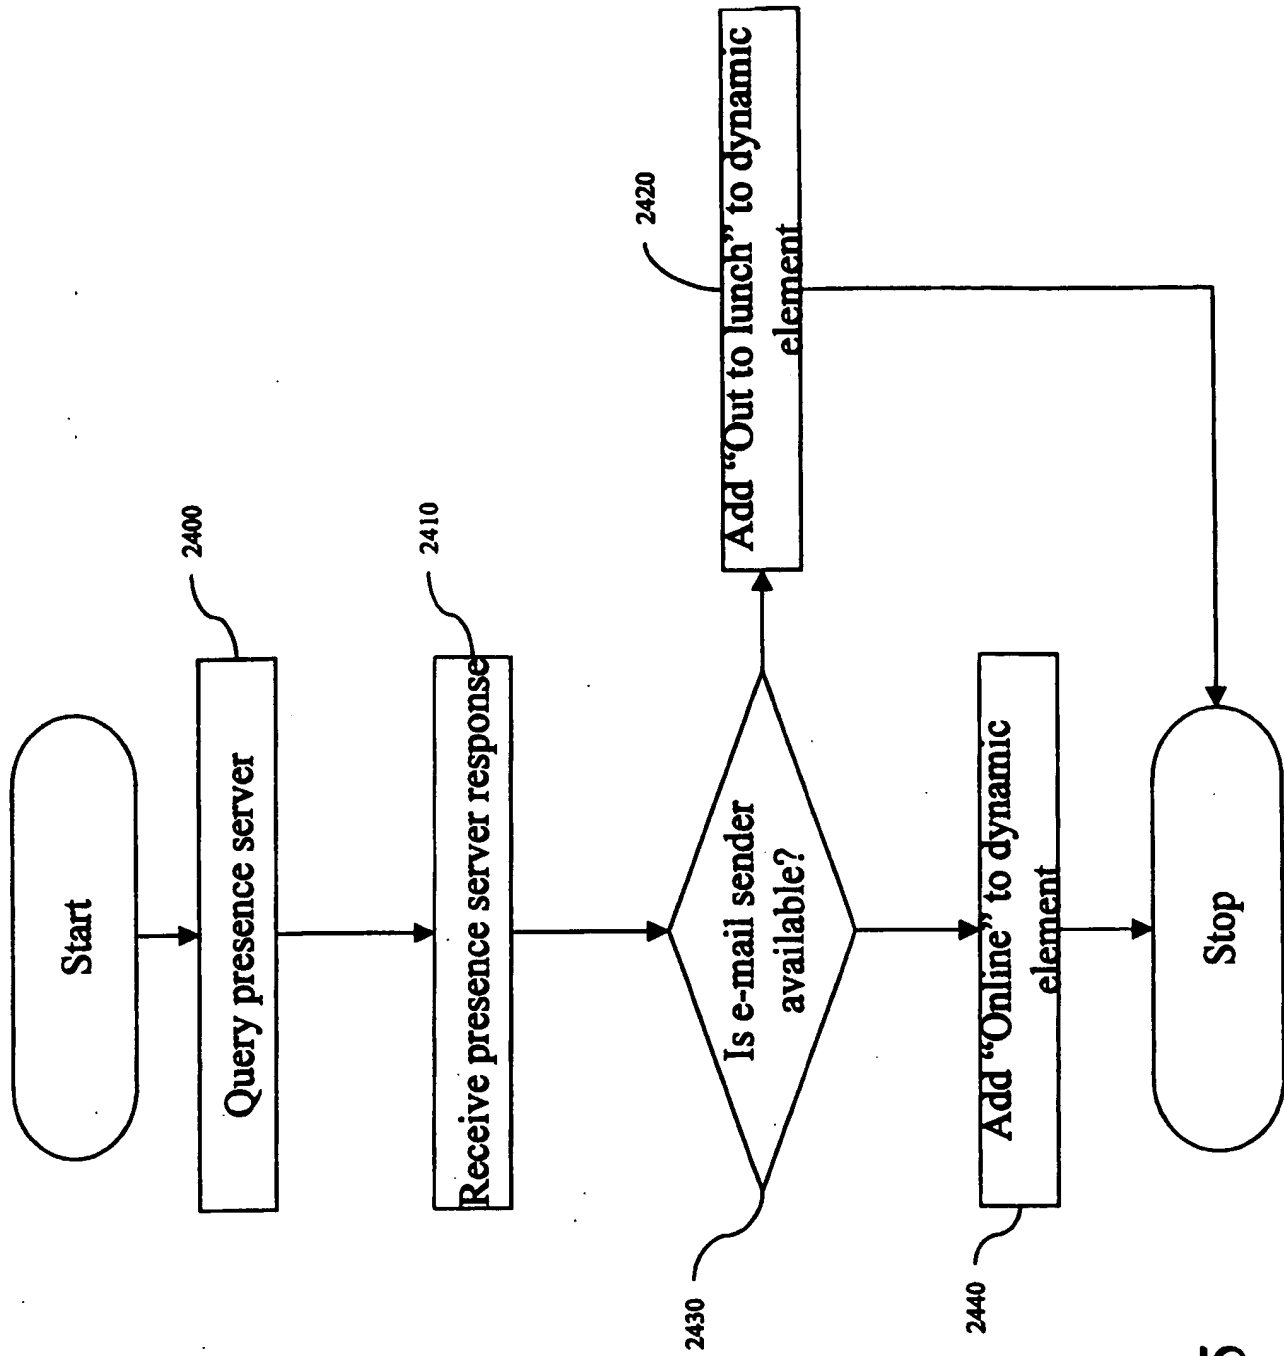 Start
2400
Query presence server
2410
Receive presence server response
2430
Is e-mail sender
available?
2420
Add “Out to lunch” to dynamic
element
2440
Add “Online” to dynamic
element
Stop